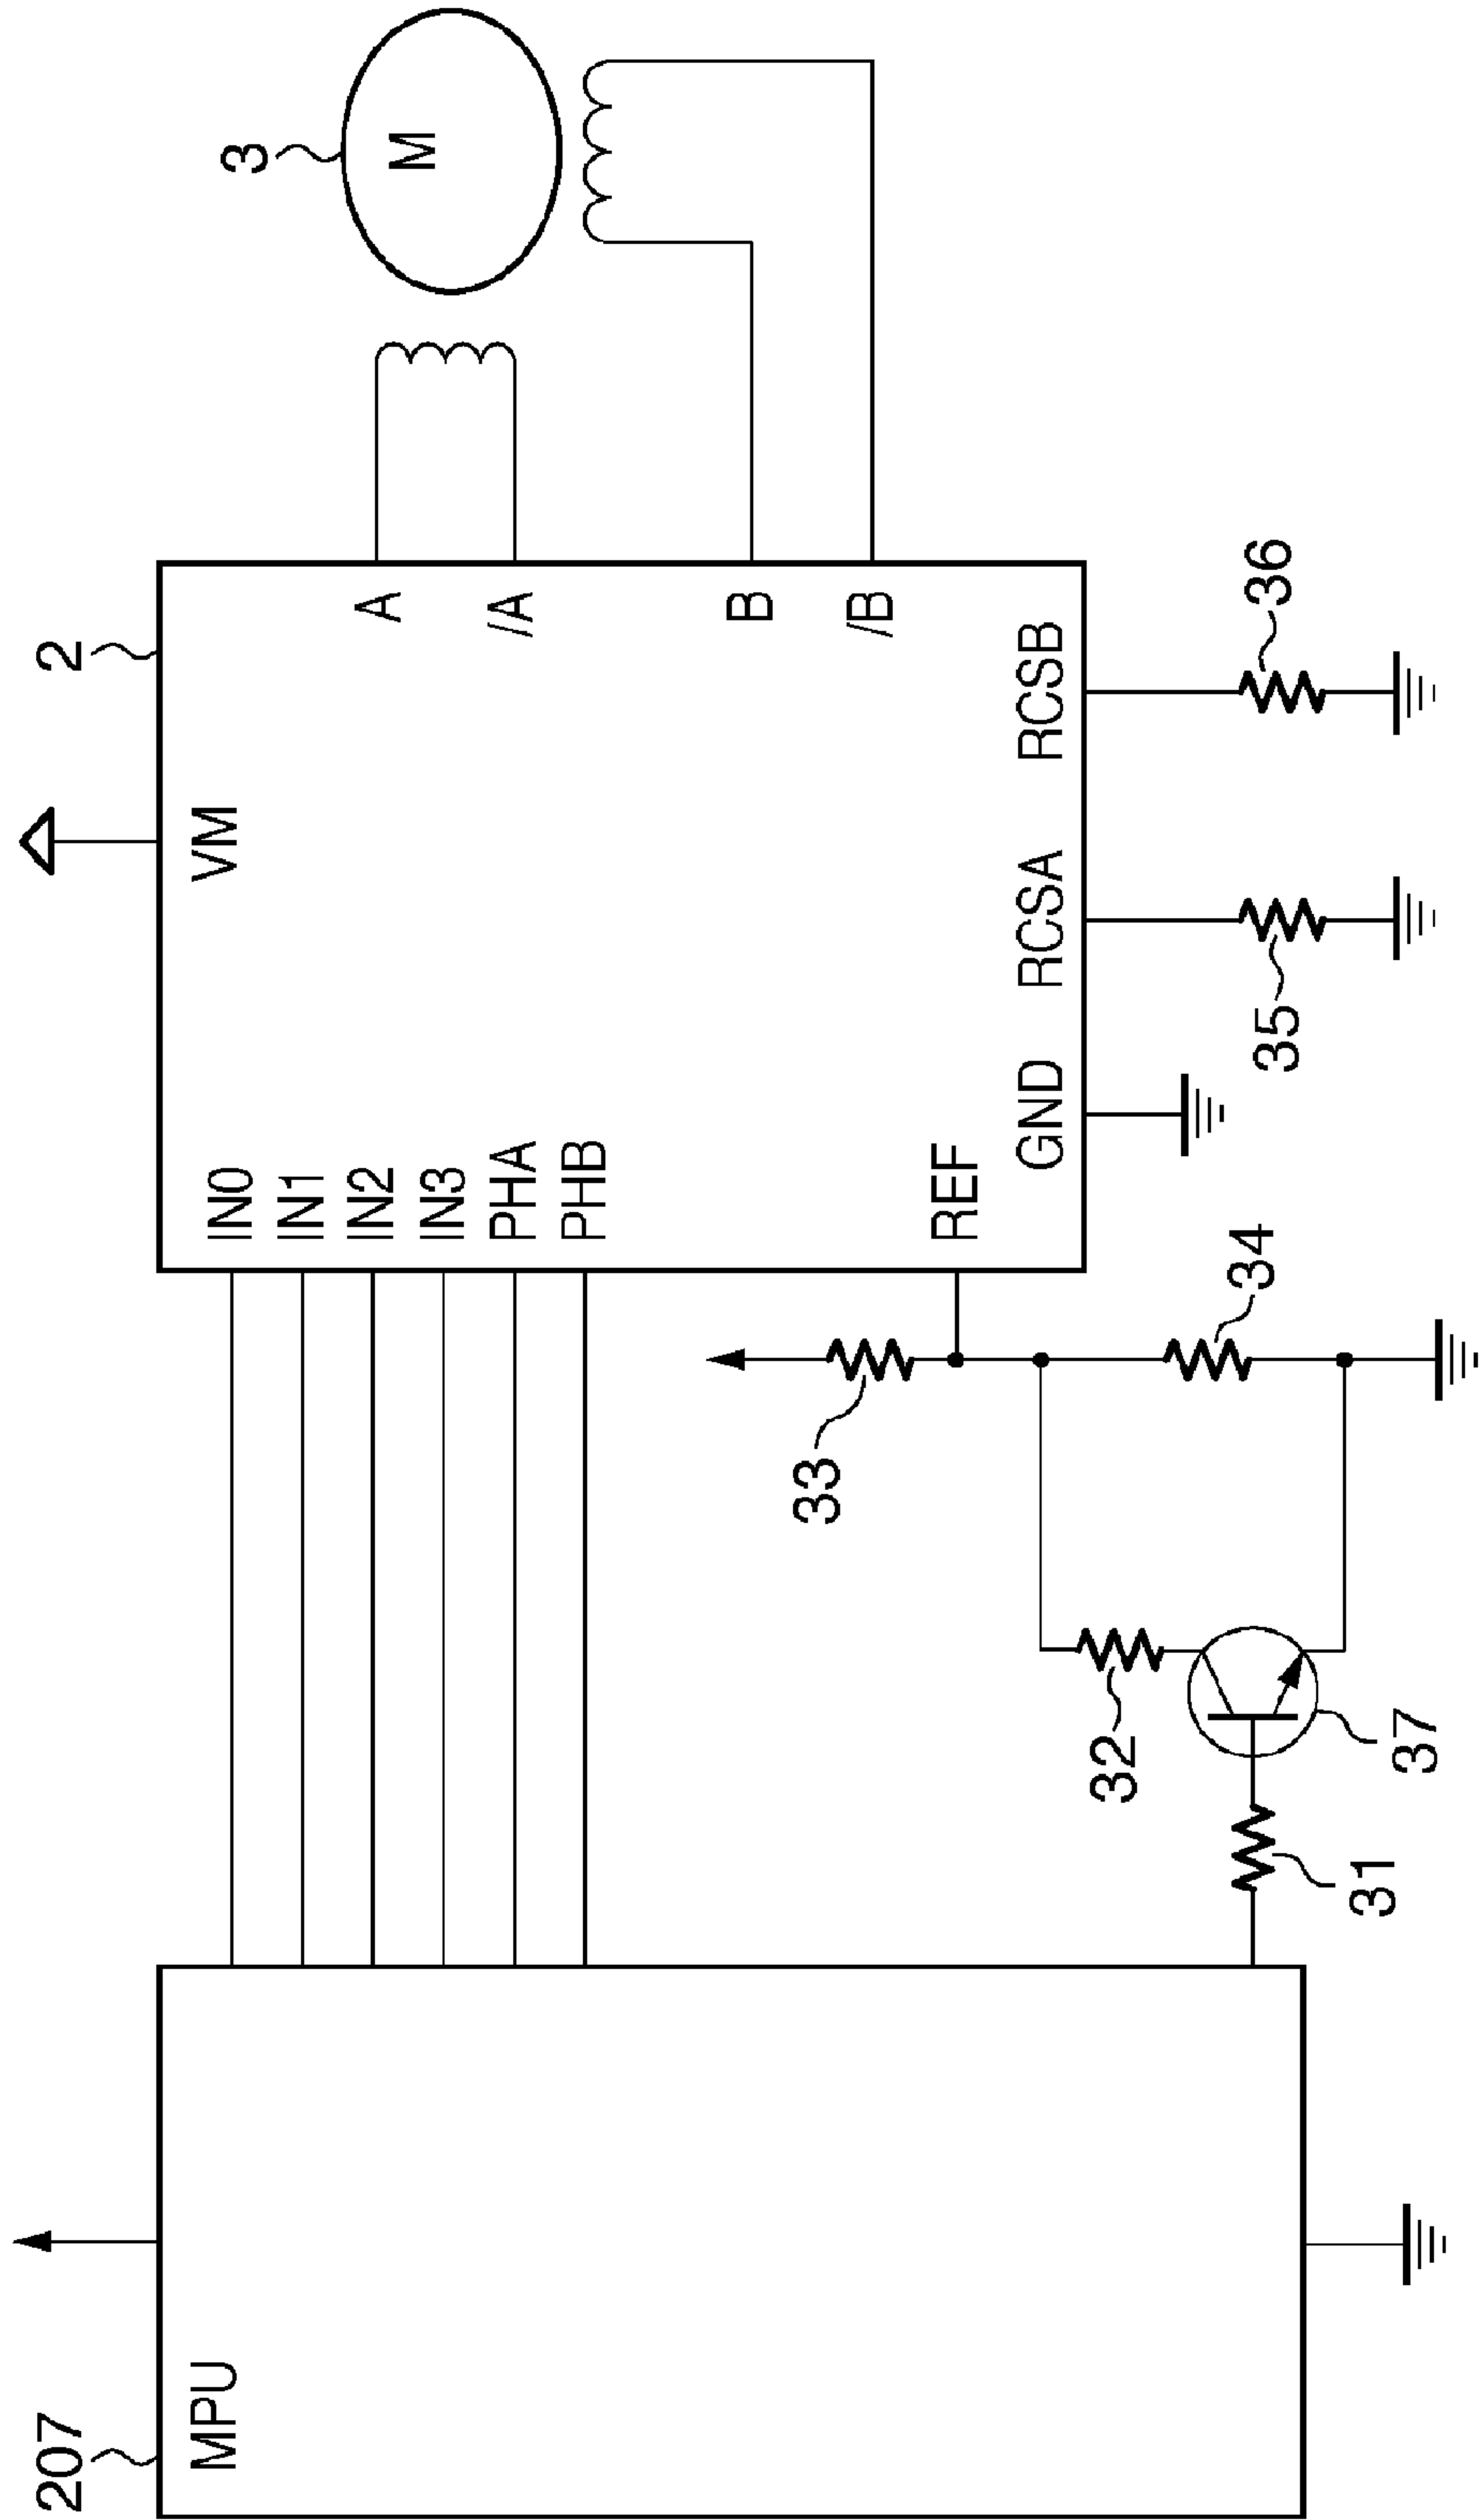 207
MPU
2
VM
3
M
IN0
IN1
IN2
IN3
PHA
PHB
REF
GND
RCSA
RCSB
A
/A
B
/B
31
32
33
34
35
36
37